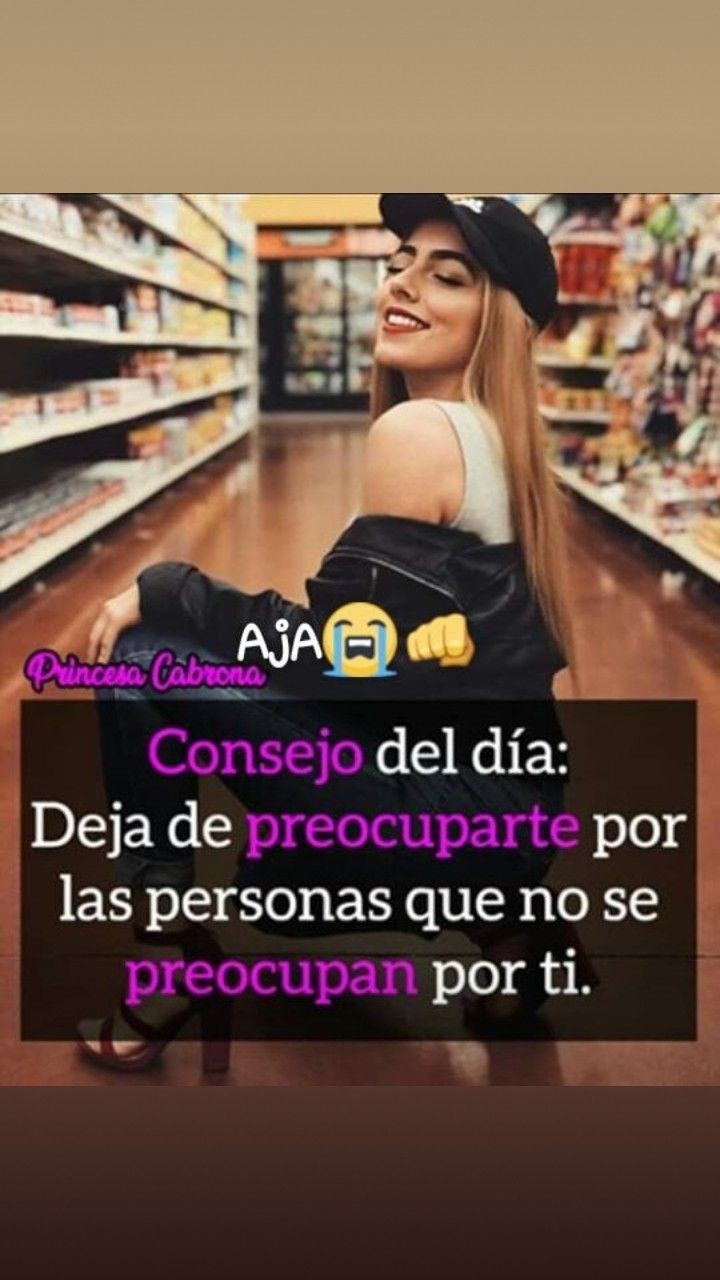 AjA😭👊
Princesa Cabrona
Consejo del día:
Deja de preocuparte por
las personas que no se
preocupan por ti.